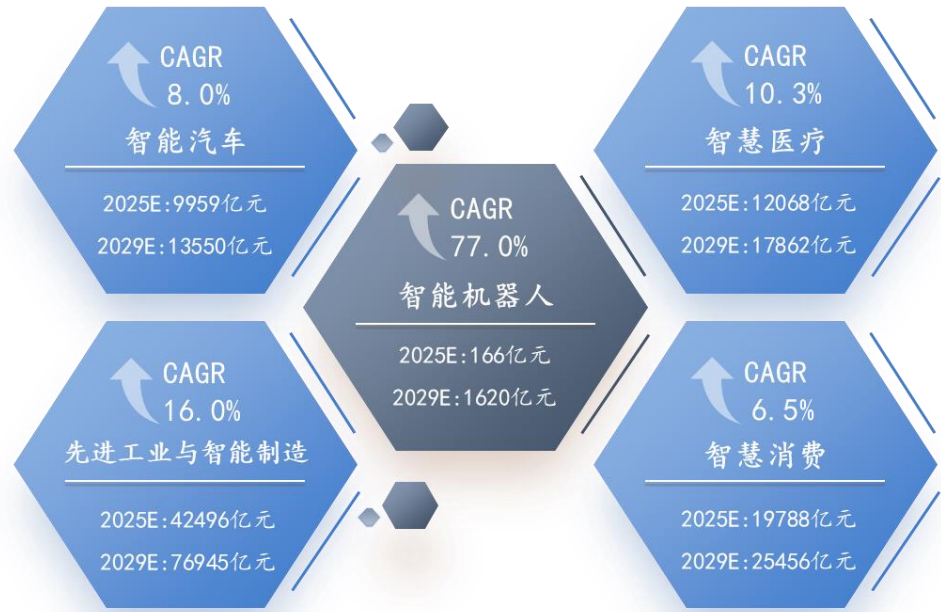 CAGR
8.0%
智能汽车
2025E:9959亿元
2029E:13550亿元
CAGR
10.3%
智慧医疗
2025E:12068亿元
2029E:17862亿元
CAGR
77.0%
智能机器人
2025E:166亿元
2029E:1620亿元
CAGR
16.0%
先进工业与智能制造
2025E:42496亿元
2029E:76945亿元
CAGR
6.5%
智慧消费
2025E:19788亿元
2029E:25456亿元